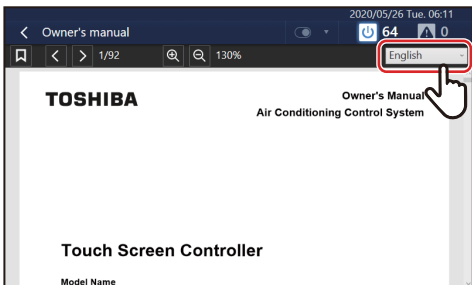 2020/05/26 Tue. 06:11
Owner's manual
64
0
1/92
130%
English
TOSHIBA
Owner's Manual
Air Conditioning Control System
Touch Screen Controller
Model Name